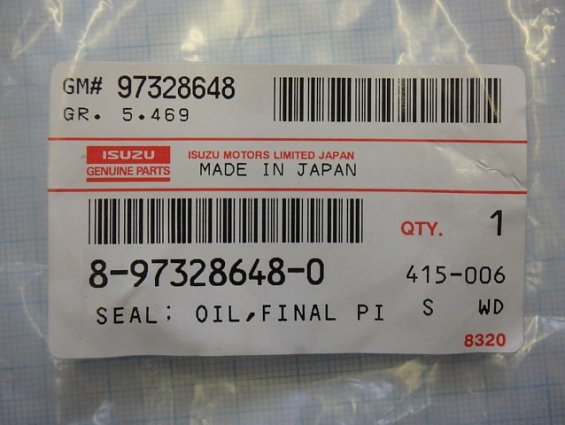 GM# 97328648
GR. 5.469
ISUZU
GENUINE PARTS
ISUZU MOTORS LIMITED JAPAN
MADE IN JAPAN
QTY. 1
8-97328648-0
415-006
SEAL; OIL,FINAL PI
S WD
8320